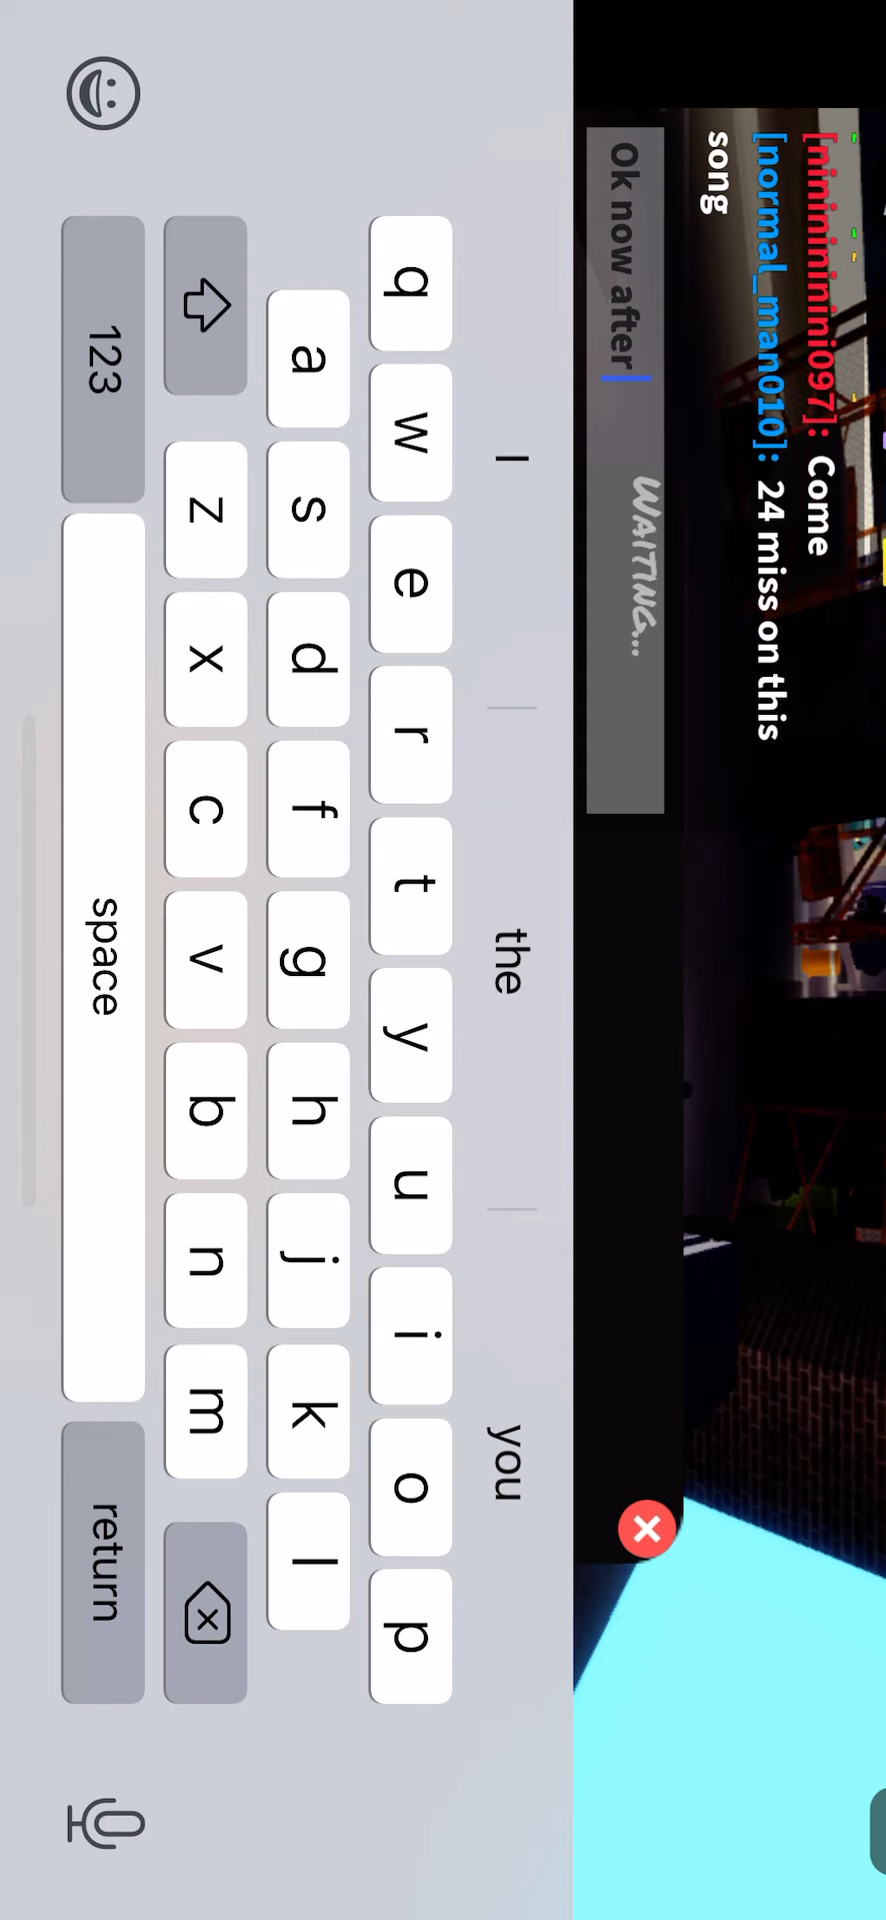 [nininininini097]: Come
[normal_man010]: 24 miss on this
song
Ok now after
WAITING...
I
the
you
q w e r t y u i o p
a s d f g h j k l
z x c v b n m
123
space
return